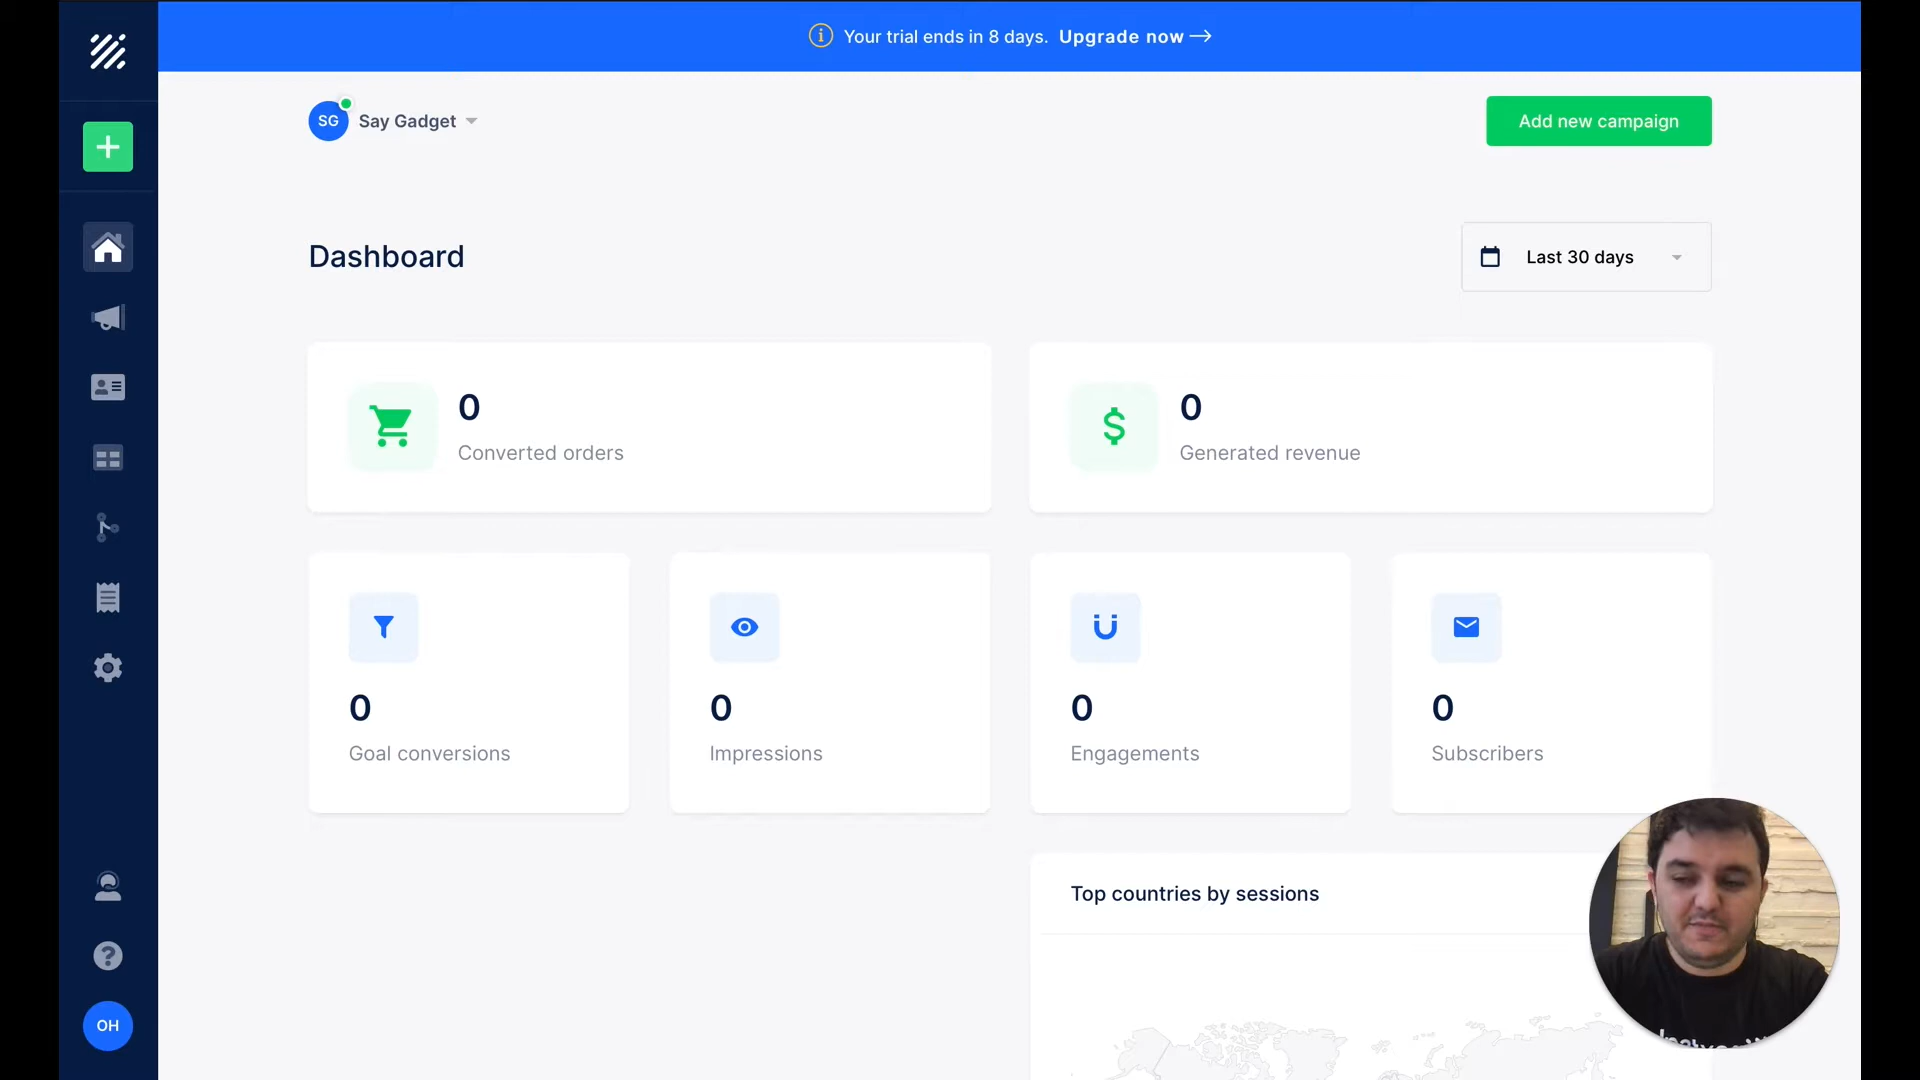 Your trial ends in 8 days. Upgrade now
SG Say Gadget
Add new campaign
Dashboard
Last 30 days
0
Converted orders
0
Generated revenue
0
Goal conversions
0
Impressions
0
Engagements
0
Subscribers
Top countries by sessions
OH